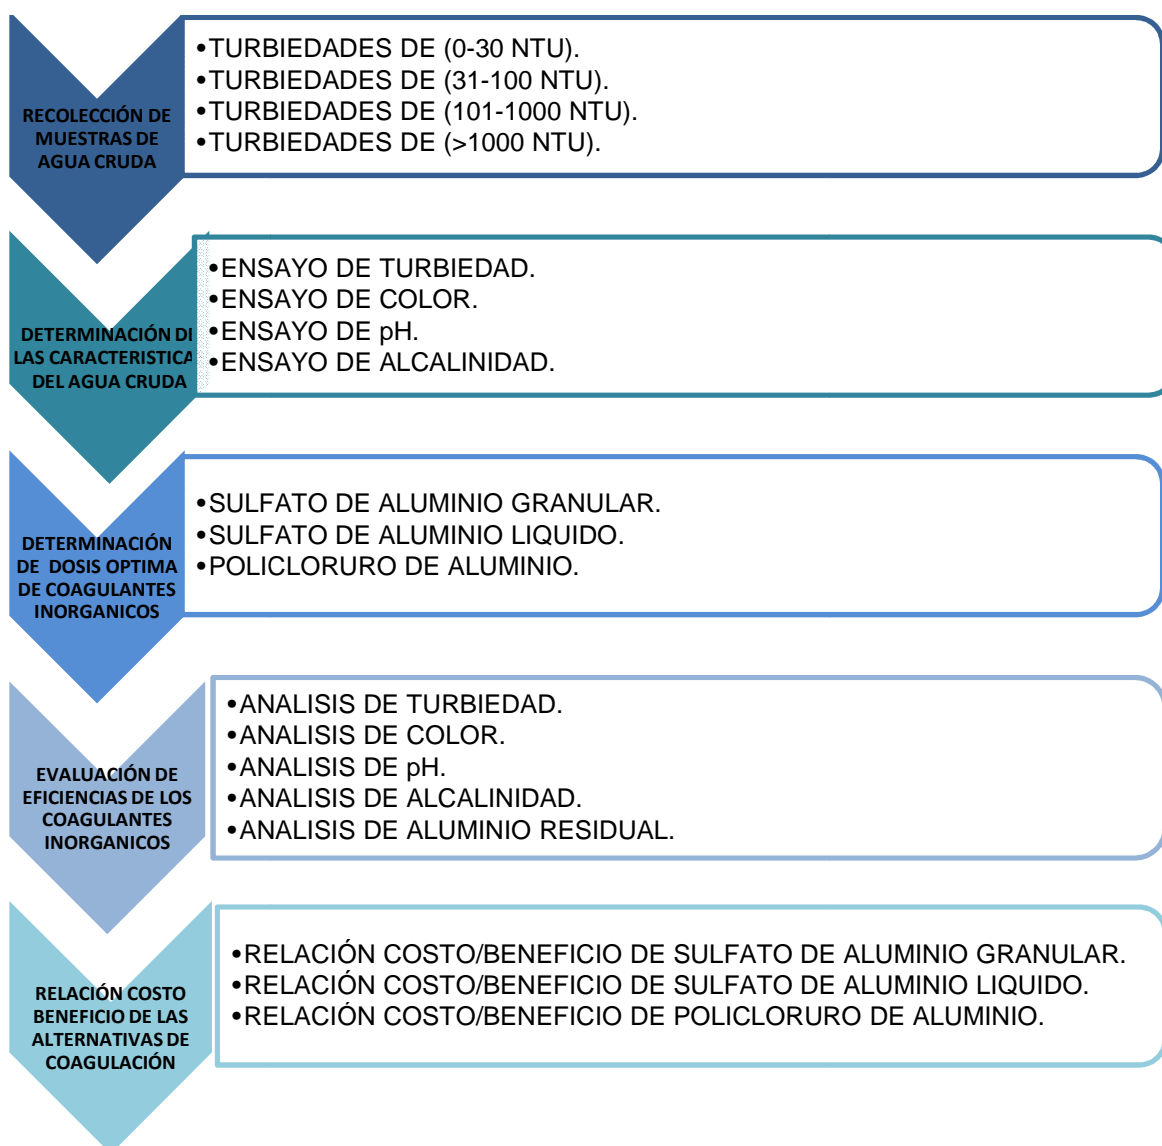 RECOLECCIÓN DE
MUESTRAS DE
AGUA CRUDA
•TURBIEDADES DE (0-30 NTU).
•TURBIEDADES DE (31-100 NTU).
•TURBIEDADES DE (101-1000 NTU).
•TURBIEDADES DE (>1000 NTU).
DETERMINACIÓN DE
LAS CARACTERISTICA
DEL AGUA CRUDA
•ENSAYO DE TURBIEDAD.
•ENSAYO DE COLOR.
•ENSAYO DE pH.
•ENSAYO DE ALCALINIDAD.
DETERMINACIÓN
DE DOSIS OPTIMA
DE COAGULANTES
INORGANICOS
•SULFATO DE ALUMINIO GRANULAR.
•SULFATO DE ALUMINIO LIQUIDO.
•POLICLORURO DE ALUMINIO.
EVALUACIÓN DE
EFICIENCIAS DE LOS
COAGULANTES
INORGANICOS
•ANALISIS DE TURBIEDAD.
•ANALISIS DE COLOR.
•ANALISIS DE pH.
•ANALISIS DE ALCALINIDAD.
•ANALISIS DE ALUMINIO RESIDUAL.
RELACIÓN COSTO
BENEFICIO DE LAS
ALTERNATIVAS DE
COAGULACIÓN
•RELACIÓN COSTO/BENEFICIO DE SULFATO DE ALUMINIO GRANULAR.
•RELACIÓN COSTO/BENEFICIO DE SULFATO DE ALUMINIO LIQUIDO.
•RELACIÓN COSTO/BENEFICIO DE POLICLORURO DE ALUMINIO.